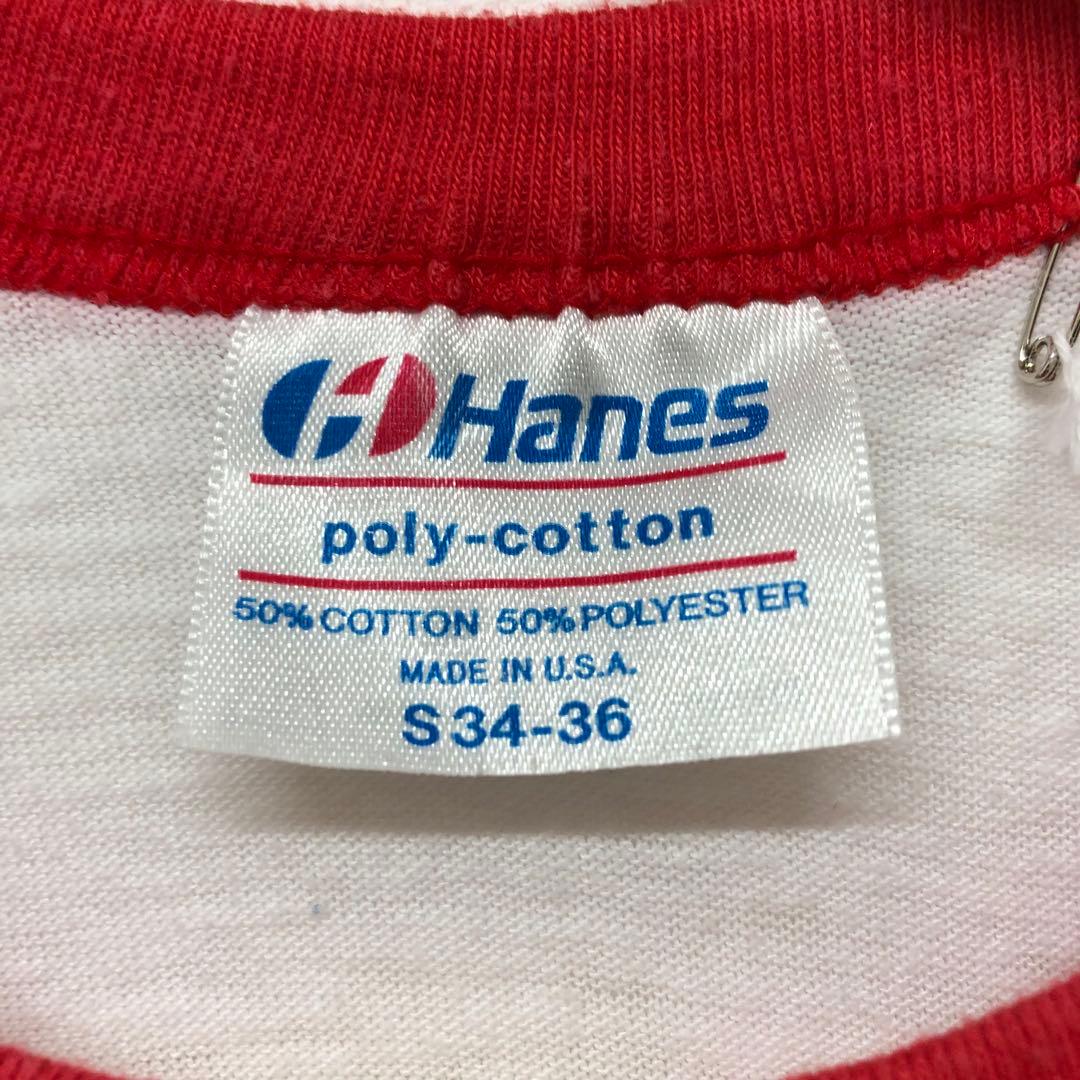 Hanes
poly-cotton
50% COTTON 50% POLYESTER
MADE IN U.S.A.
S 34-36